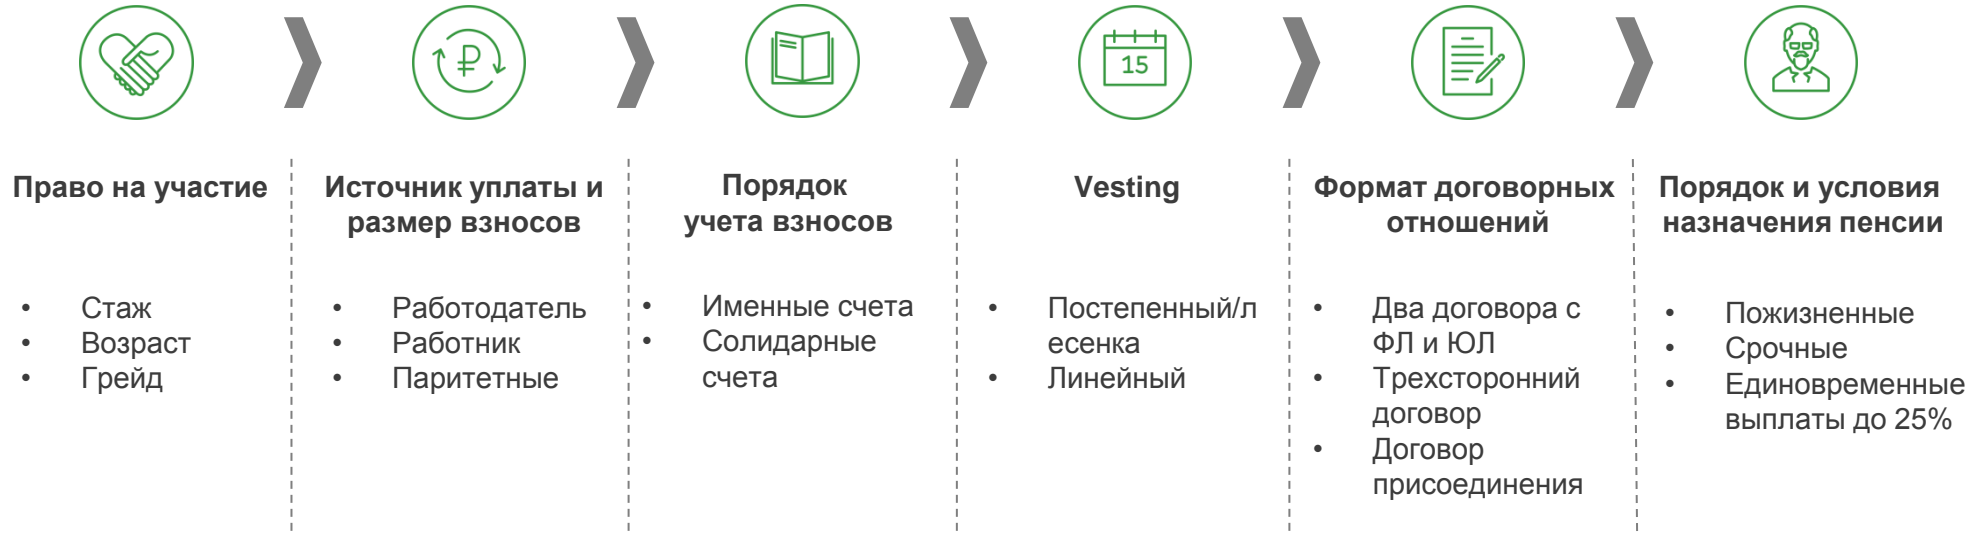 15
Право на участие
• Стаж
• Возраст
• Грейд
Источник уплаты и
размер взносов
• Работодатель
• Работник
• Паритетные
Порядок
учета взносов
• Именные счета
• Солидарные
счета
Vesting
• Постепенный/л
есенка
• Линейный
Формат договорных
отношений
• Два договора с
ФЛ и ЮЛ
• Трехсторонний
договор
• Договор
присоединения
Порядок и условия
назначения пенсии
• Пожизненные
• Срочные
• Единовременные
выплаты до 25%